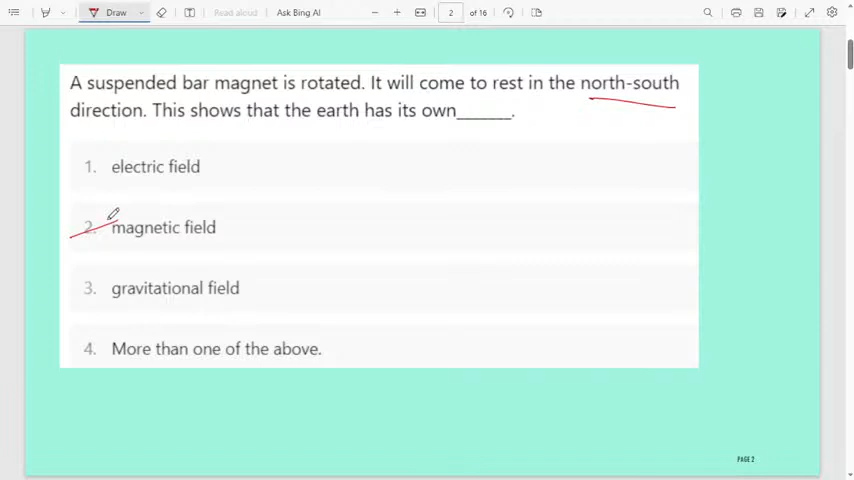 Draw
Read aloud
Ask Bing AI
2
of 16
A suspended bar magnet is rotated. It will come to rest in the north-south
direction. This shows that the earth has its own______.
1. electric field
2. magnetic field
3. gravitational field
4. More than one of the above.
PAGE 2